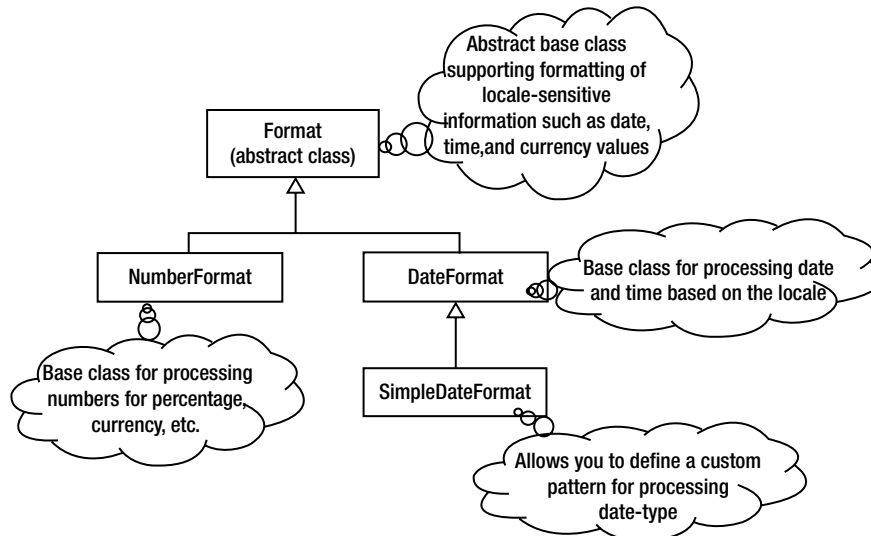 Abstract base class
supporting formatting of
locale-sensitive
information such as date,
time,and currency values
Format
(abstract class)
NumberFormat
DateFormat
Base class for processing date
and time based on the locale
Base class for processing
numbers for percentage,
currency, etc.
SimpleDateFormat
Allows you to define a custom
pattern for processing
date-type